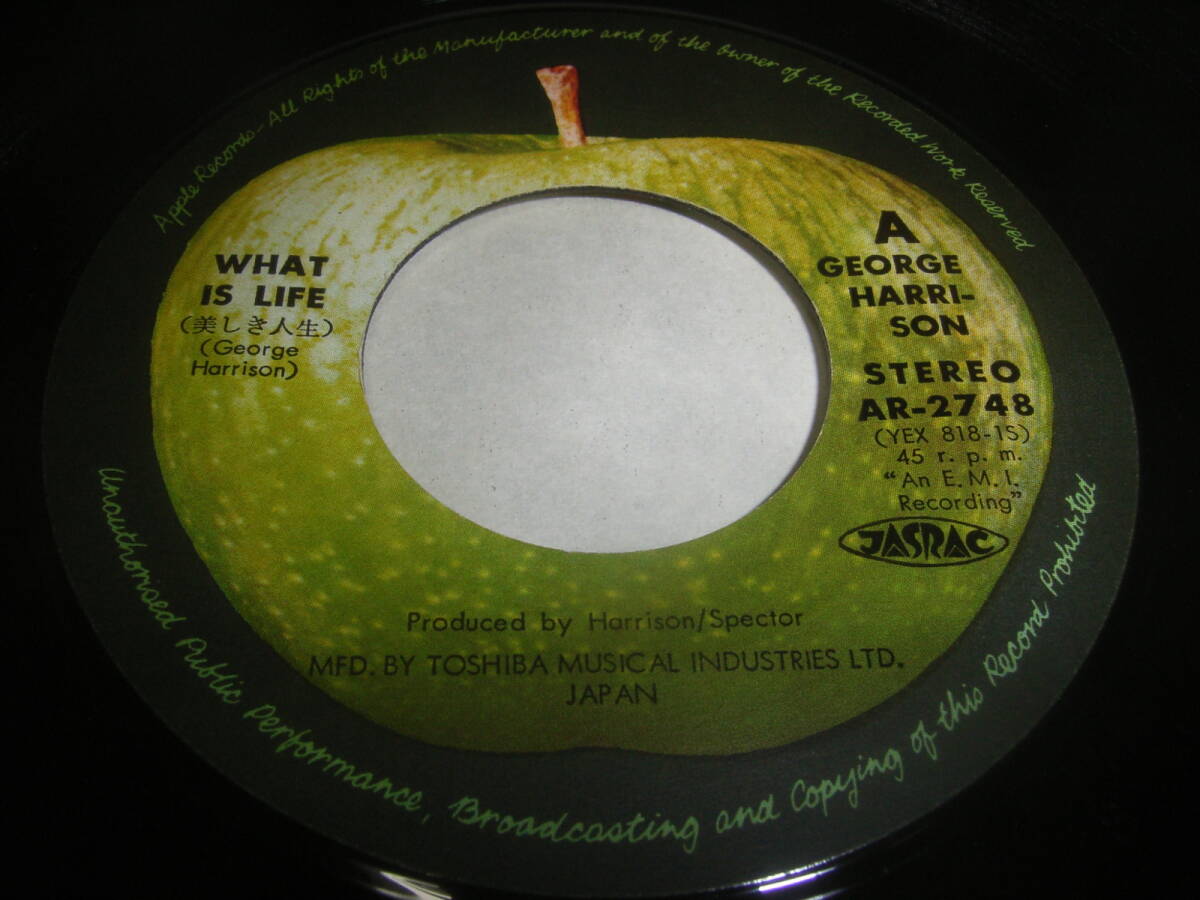 Apple Records-All Rights of the Manufacturer and of the Owner of the Recorded Work Reserved
WHAT
IS LIFE
(美しき人生)
(George
Harrison)
A
GEORGE
HARRI-
SON
STEREO
AR-2748
(YEX 818-1S)
45 r. p. m.
"An E. M. I.
Recording"
JASRAC
Produced by Harrison/Spector
MFD. BY TOSHIBA MUSICAL INDUSTRIES LTD.
JAPAN
Unauthorised Public Performance, Broadcasting and Copying of this Record Prohibited